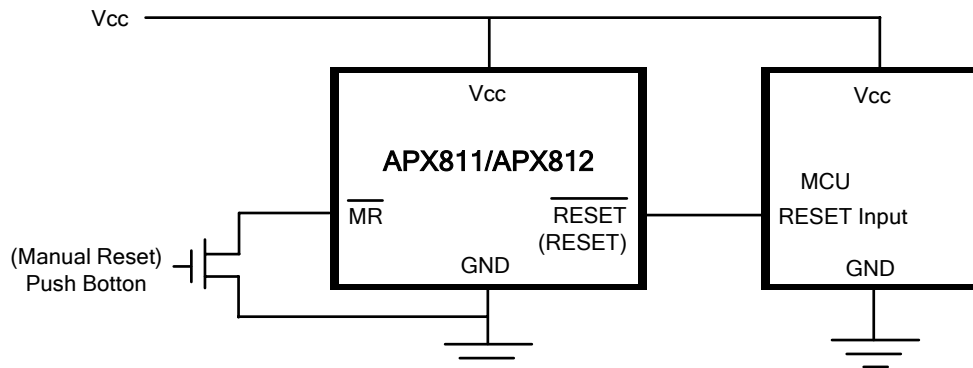 Vcc
Vcc
Vcc
APX811/APX812
MCU
MR
RESET
RESET Input
(RESET)
(Manual Reset)
Push Botton
GND
GND